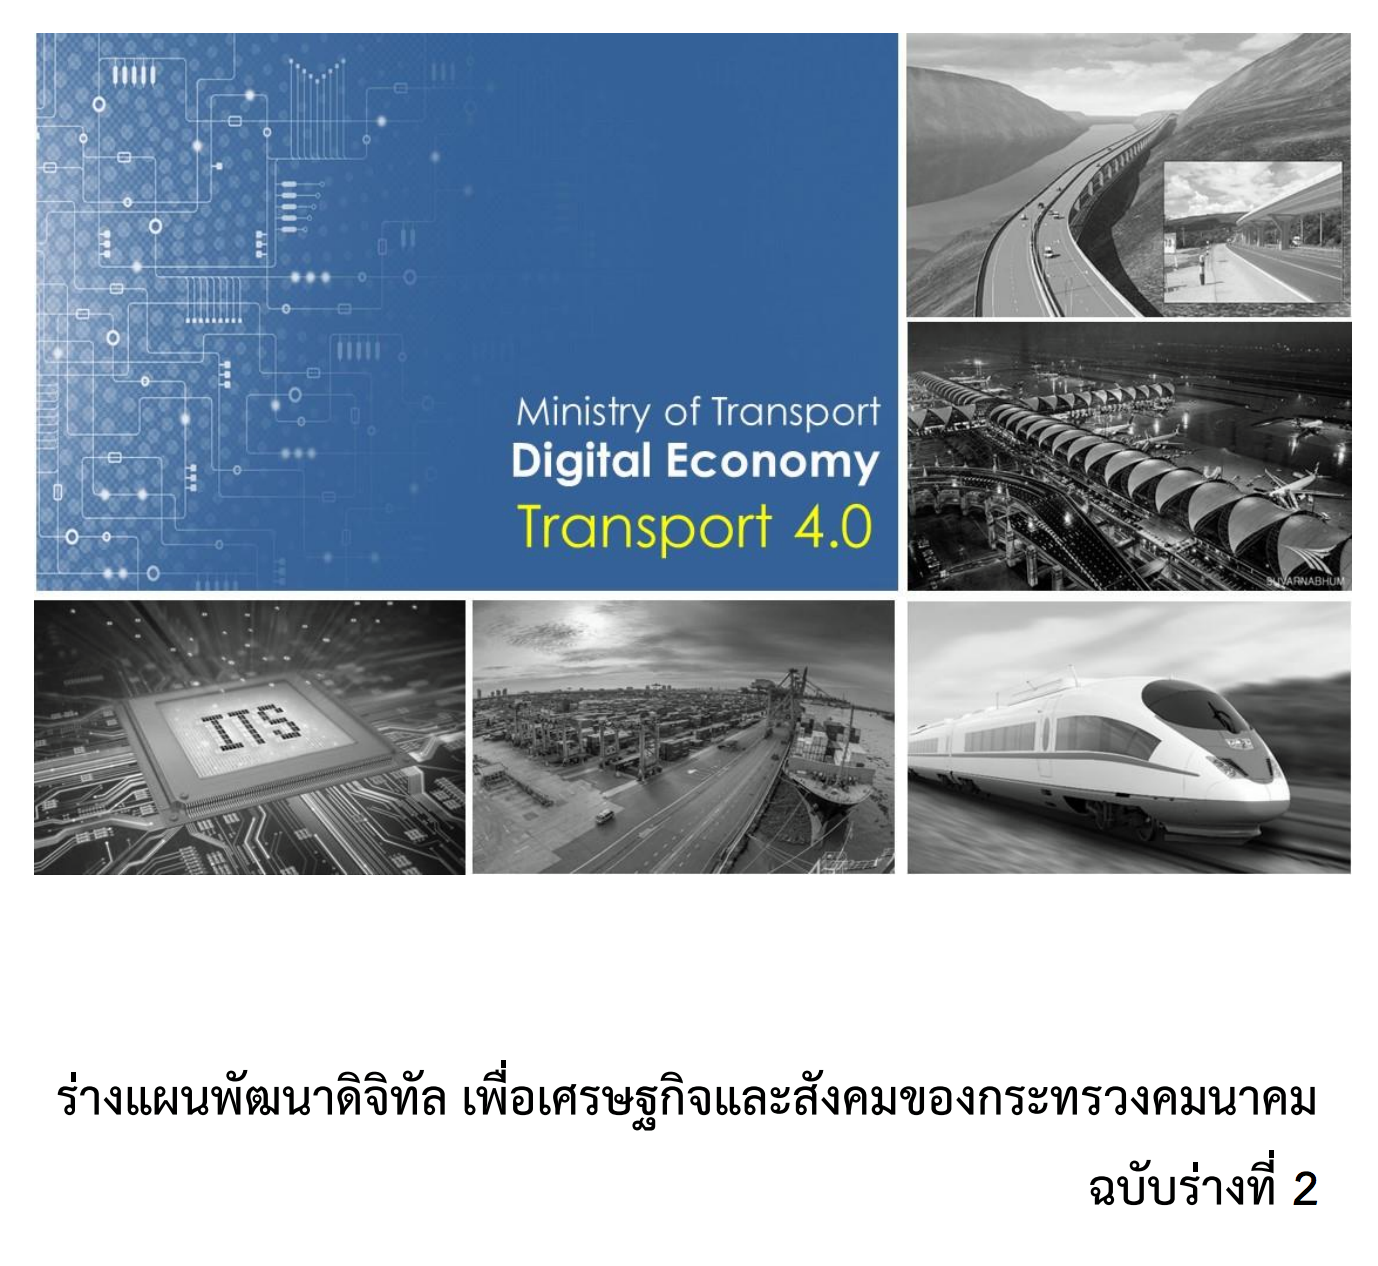 Ministry of Transport
Digital Economy
Transport 4.0
SUVARNABHUM
ITS
ร่างแผนพัฒนาดิจิทัล เพื่อเศรษฐกิจและสังคมของกระทรวงคมนาคม
ฉบับร่างที่ 2